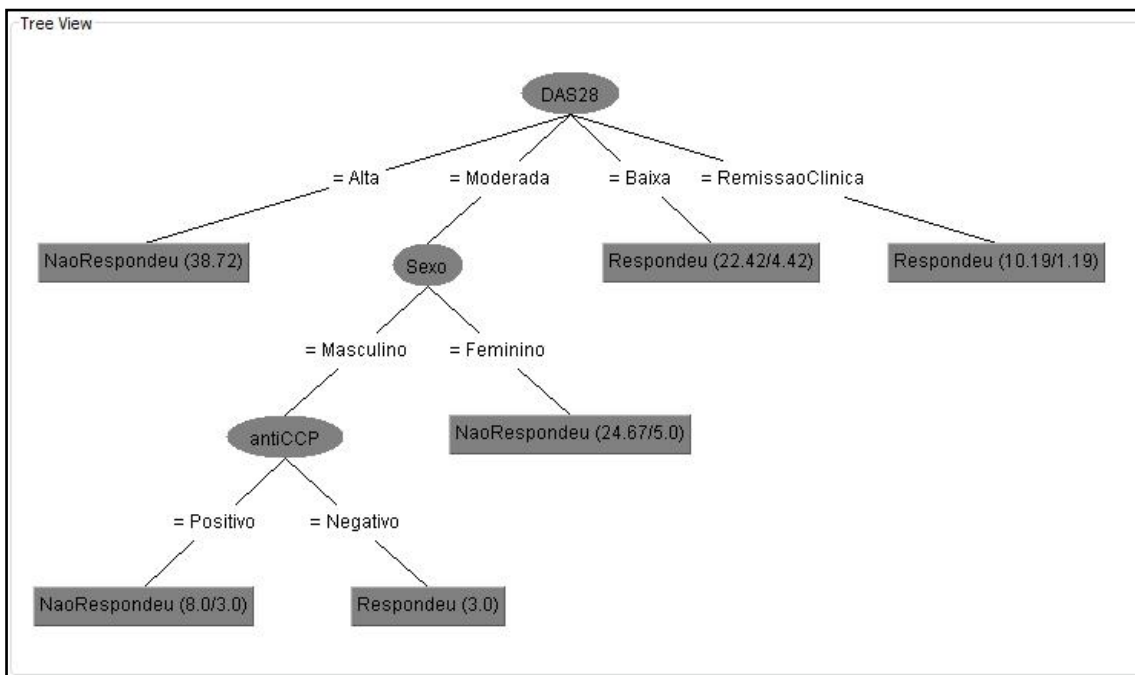 Tree View
DAS28
= Alta
= Moderada
= Baixa
= RemissaoClinica
NaoRespondeu (38.72)
Sexo
Respondeu (22.42/4.42)
Respondeu (10.19/1.19)
= Masculino
= Feminino
antiCCP
NaoRespondeu (24.67/5.0)
= Positivo
= Negativo
NaoRespondeu (8.0/3.0)
Respondeu (3.0)